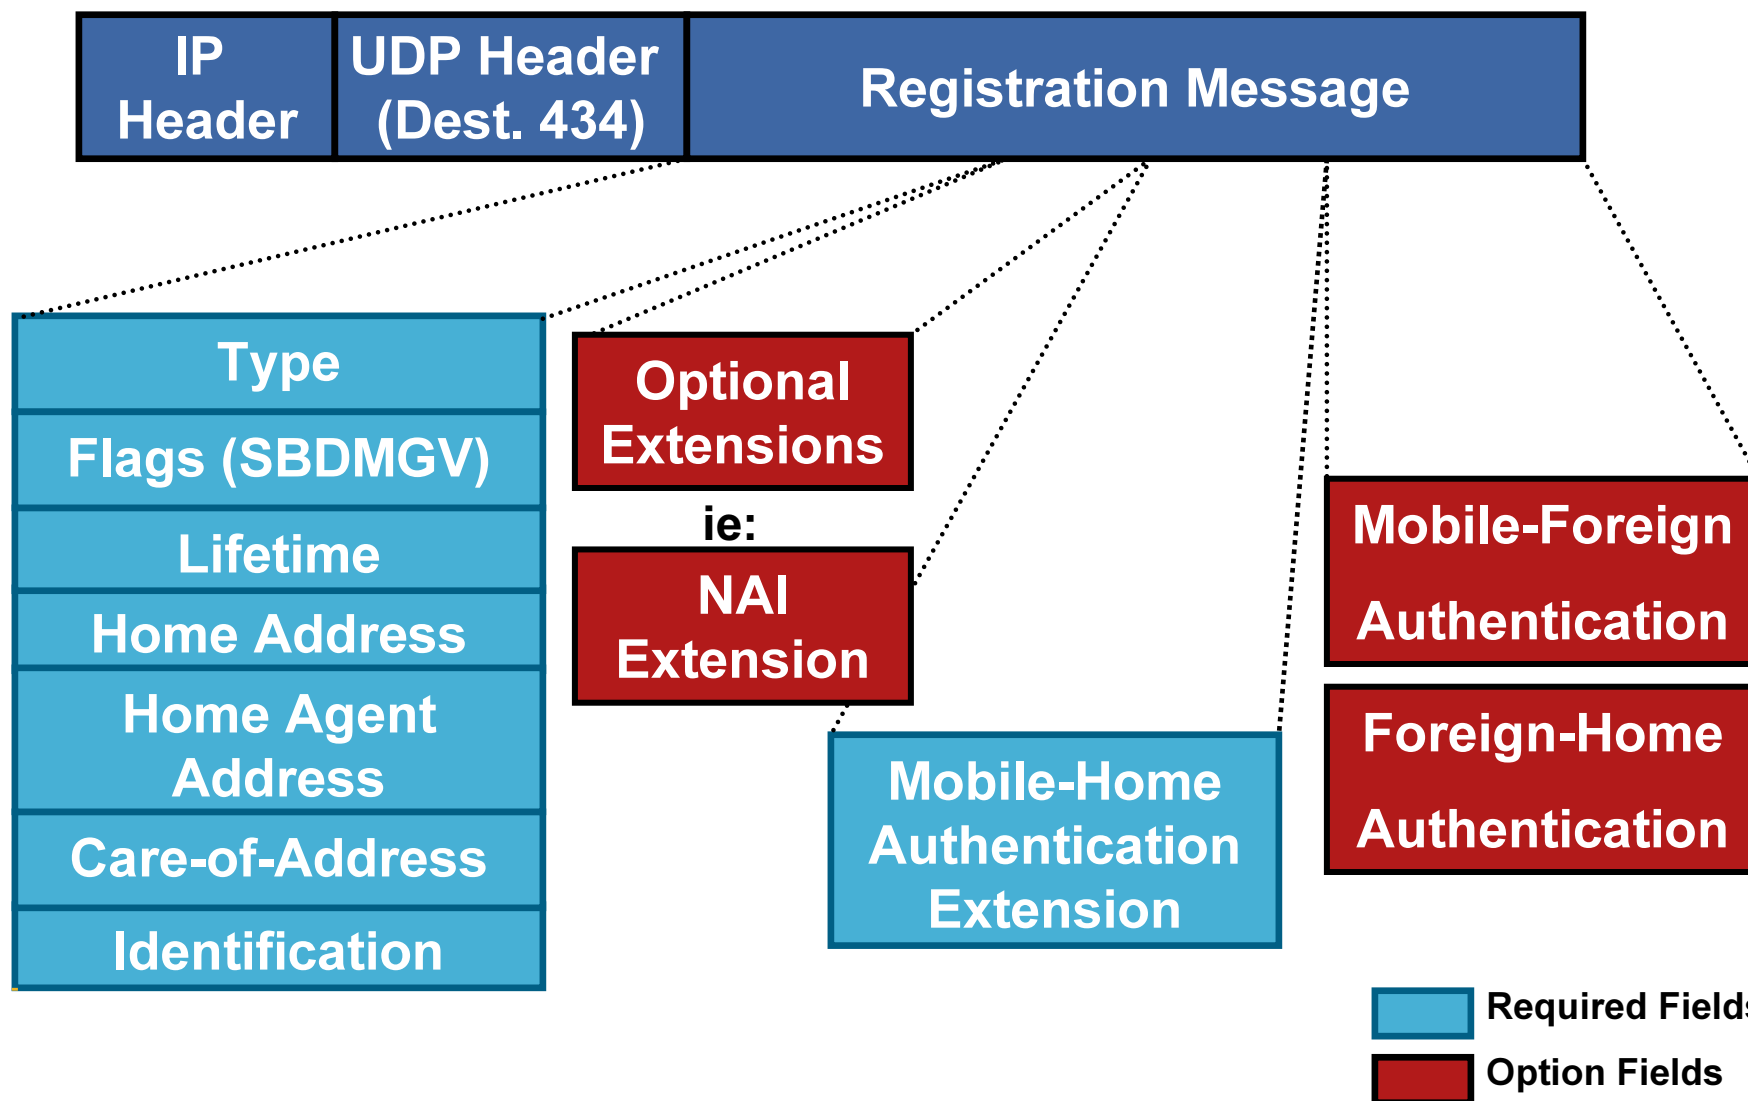 IP
Header
UDP Header
(Dest. 434)
Registration Message
Type
Flags (SBDMGV)
Lifetime
Home Address
Home Agent
Address
Care-of-Address
Identification
Optional
Extensions
ie:
NAI
Extension
Mobile-Home
Authentication
Extension
Mobile-Foreign
Authentication
Foreign-Home
Authentication
Required Fields
Option Fields